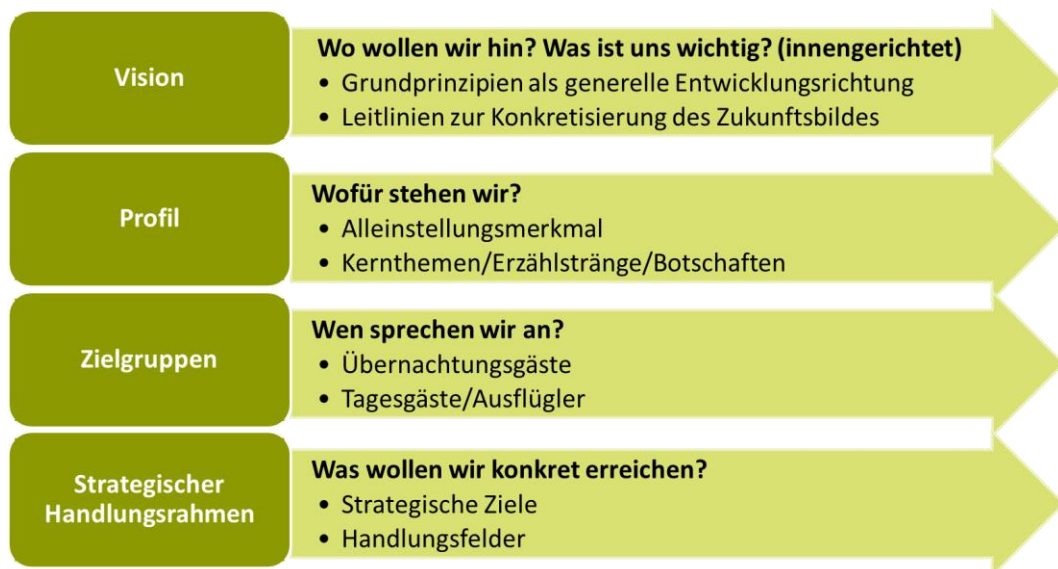 Vision
Wo wollen wir hin? Was ist uns wichtig? (innengerichtet)
• Grundprinzipien als generelle Entwicklungsrichtung
• Leitlinien zur Konkretisierung des Zukunftsbildes
Profil
Wofür stehen wir?
• Alleinstellungsmerkmal
• Kernthemen/Erzählstränge/Botschaften
Zielgruppen
Wen sprechen wir an?
• Übernachtungsgäste
• Tagesgäste/Ausflügler
Strategischer
Handlungsrahmen
Was wollen wir konkret erreichen?
• Strategische Ziele
• Handlungsfelder